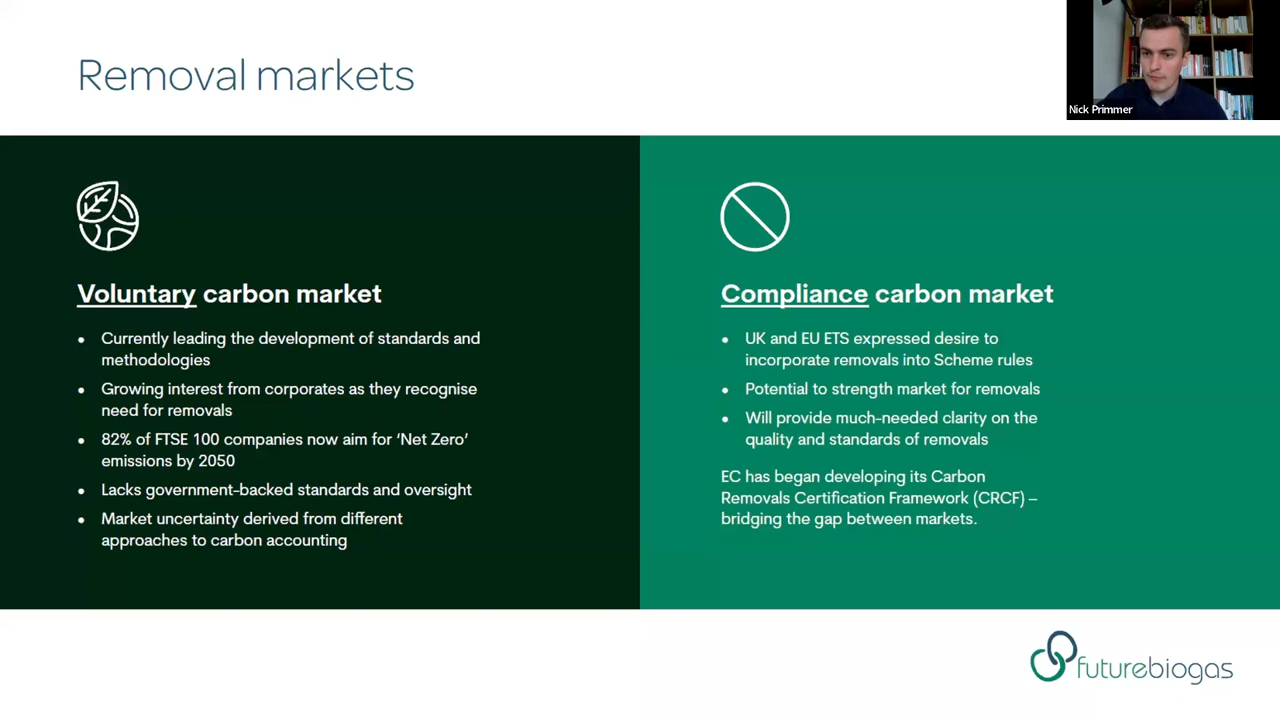 Removal markets
Nick Primmer
Voluntary carbon market
• Currently leading the development of standards and
methodologies
• Growing interest from corporates as they recognise
need for removals
• 82% of FTSE 100 companies now aim for ‘Net Zero’
emissions by 2050
• Lacks government-backed standards and oversight
• Market uncertainty derived from different
approaches to carbon accounting
Compliance carbon market
• UK and EU ETS expressed desire to
incorporate removals into Scheme rules
• Potential to strength market for removals
• Will provide much-needed clarity on the
quality and standards of removals
EC has began developing its Carbon
Removals Certification Framework (CRCF) –
bridging the gap between markets.
futurebiogas